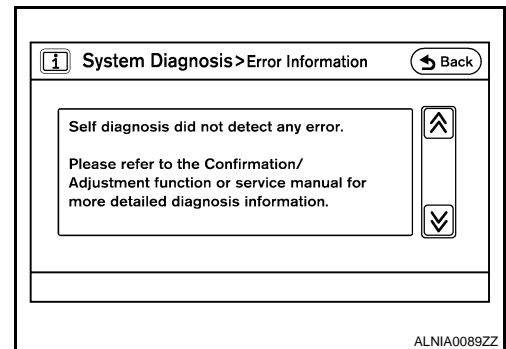 i System Diagnosis>Error Information Back
Self diagnosis did not detect any error.
Please refer to the Confirmation/
Adjustment function or service manual for
more detailed diagnosis information.
ALNIA0089ZZ